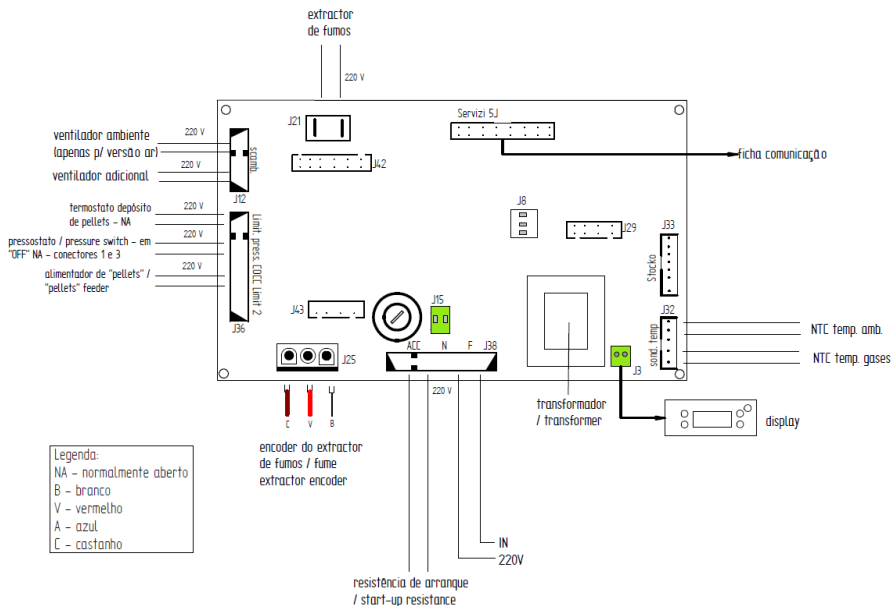 extractor
de fumos
220 V
Servizi 5J
J21
J42
ficha comunicação
ventilador ambiente
(apenas p/ versão ar)
220 V
ventilador adicional
220 V
scamb.
J12
termostato depósito
de pellets - NA
220 V
pressostato / pressure switch - em
"OFF" NA - conectores 1 e 3
220 V
alimentador de "pellets" /
"pellets" feeder
220 V
Limit. press. COCC Limit 2
J36
J8
J29
J33
Stocko
J43
J15
J32
sond. temp
NTC temp. amb.
NTC temp. gases
J25
ACC
N
F
J38
J3
220 V
C
V
B
encoder do extractor
de fumos / fume
extractor encoder
transformador
/ transformer
display
IN
220V
resistência de arranque
/ start-up resistance
Legenda:
NA - normalmente aberto
B - branco
V - vermelho
A - azul
C - castanho